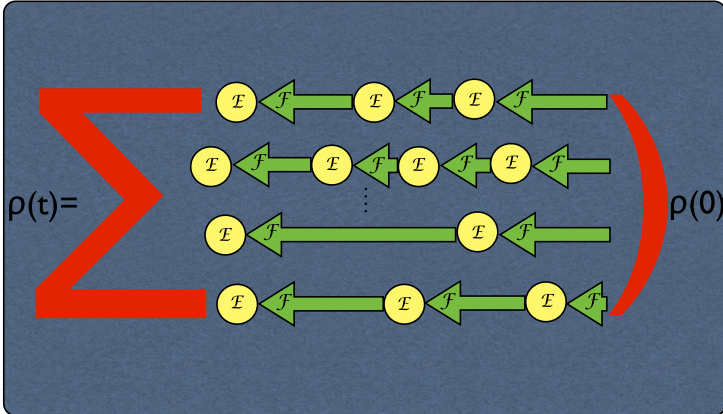 ℰ ℱ ℰ ℱ ℰ ℱ
ℰ ℱ ℰ ℱ ℰ ℱ ℰ ℱ
ρ(t)= Σ ⋮ ) ρ(0)
ℰ ℱ ℰ ℱ
ℰ ℱ ℰ ℱ ℰ ℱ